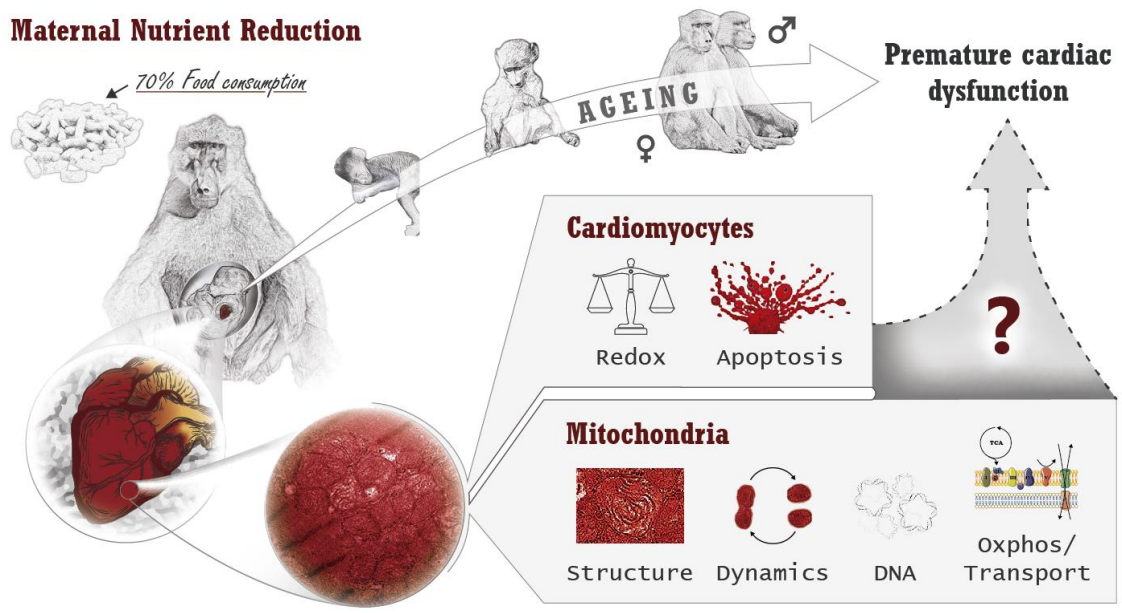 Maternal Nutrient Reduction
70% Food consumption
AGEING
♂
♀
Premature cardiac
dysfunction
?
Cardiomyocytes
Redox
Apoptosis
Mitochondria
TCA
Structure
Dynamics
DNA
Oxphos/
Transport